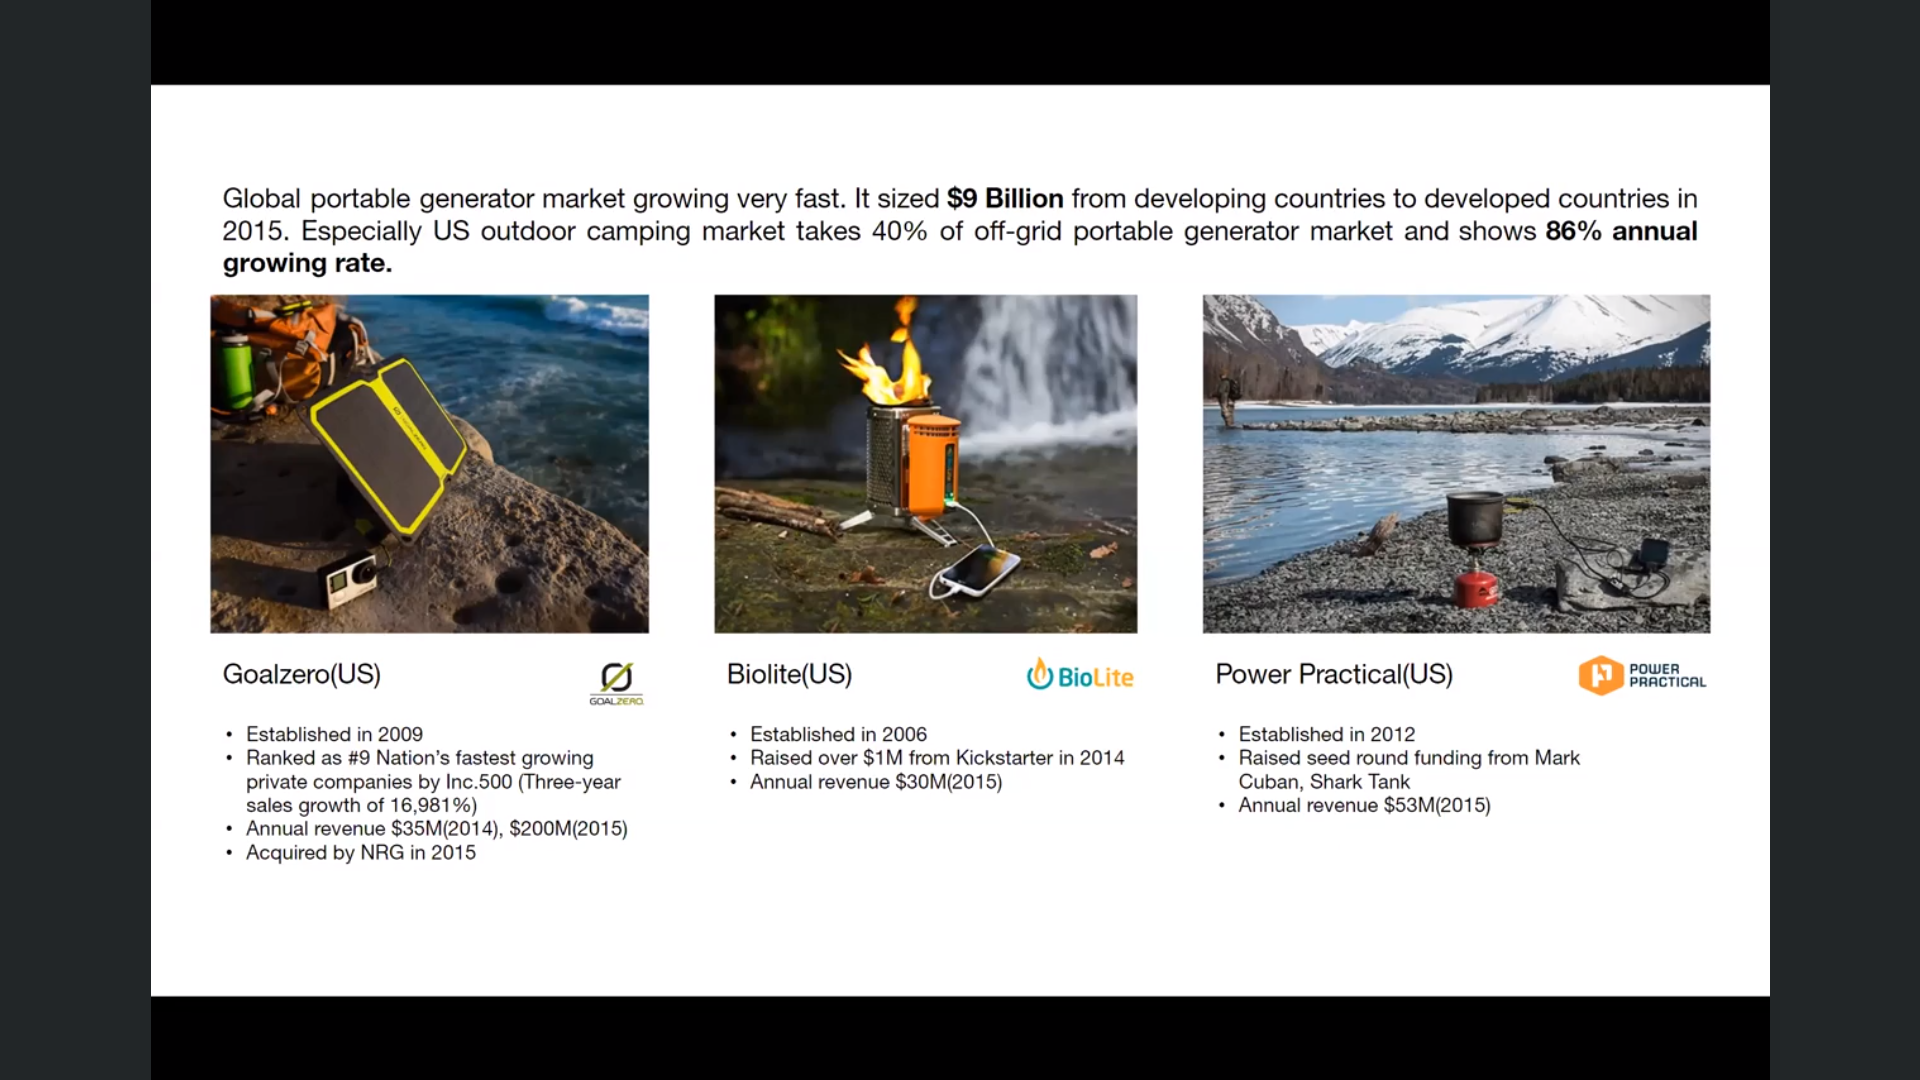 Global portable generator market growing very fast. It sized $9 Billion from developing countries to developed countries in
2015. Especially US outdoor camping market takes 40% of off-grid portable generator market and shows 86% annual
growing rate.
Goalzero(US)
GOALZERO
• Established in 2009
• Ranked as #9 Nation's fastest growing
private companies by Inc.500 (Three-year
sales growth of 16,981%)
• Annual revenue $35M(2014), $200M(2015)
• Acquired by NRG in 2015
Biolite(US)
BioLite
• Established in 2006
• Raised over $1M from Kickstarter in 2014
• Annual revenue $30M(2015)
Power Practical(US)
POWER
PRACTICAL
• Established in 2012
• Raised seed round funding from Mark
Cuban, Shark Tank
• Annual revenue $53M(2015)